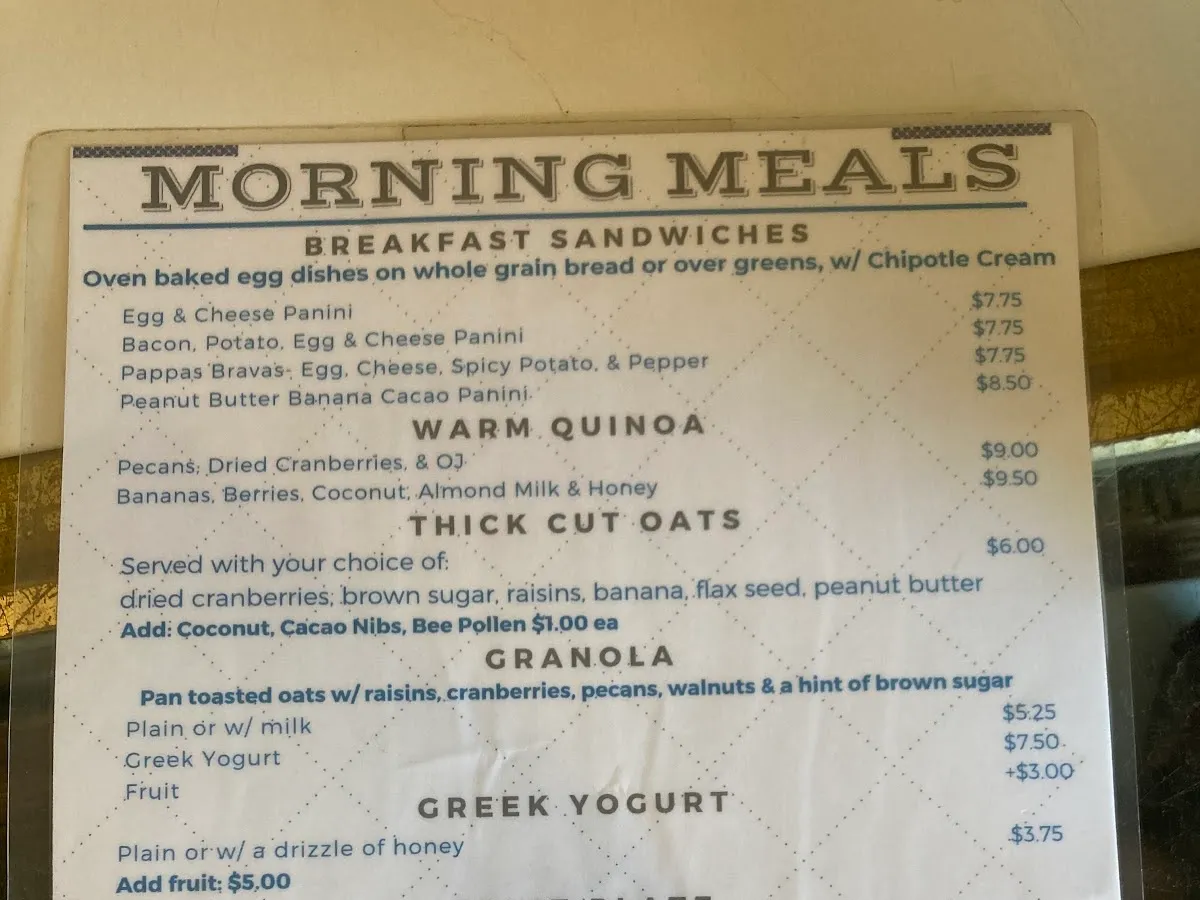 MORNING MEALS
BREAKFAST SANDWICHES
Oven baked egg dishes on whole grain bread or over greens, w/ Chipotle Cream
Egg & Cheese Panini $7.75
Bacon, Potato, Egg & Cheese Panini $7.75
Pappas Bravas- Egg, Cheese, Spicy Potato, & Pepper $7.75
Peanut Butter Banana Cacao Panini $8.50
WARM QUINOA
Pecans, Dried Cranberries, & OJ $9.00
Bananas, Berries, Coconut, Almond Milk & Honey $9.50
THICK CUT OATS
Served with your choice of: $6.00
dried cranberries, brown sugar, raisins, banana, flax seed, peanut butter
Add: Coconut, Cacao Nibs, Bee Pollen $1.00 ea
GRANOLA
Pan toasted oats w/ raisins, cranberries, pecans, walnuts & a hint of brown sugar
Plain or w/ milk $5.25
Greek Yogurt $7.50
Fruit +$3.00
GREEK YOGURT
Plain or w/ a drizzle of honey $3.75
Add fruit: $5.00